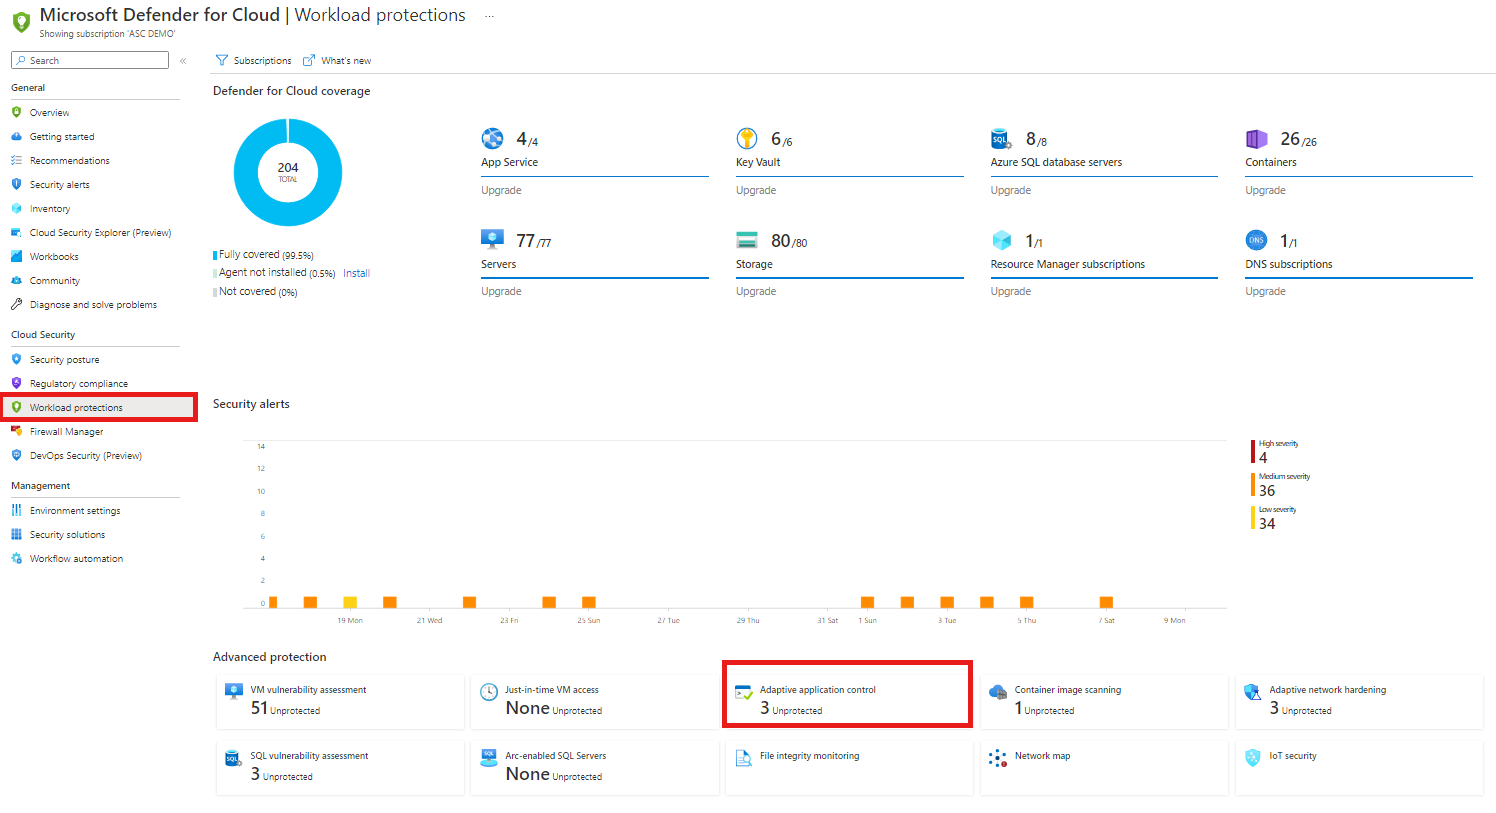 Microsoft Defender for Cloud | Workload protections ...
Showing subscription 'ASC DEMO'
Search «
General
Overview
Getting started
Recommendations
Security alerts
Inventory
Cloud Security Explorer (Preview)
Workbooks
Community
Diagnose and solve problems
Cloud Security
Security posture
Regulatory compliance
Workload protections
Firewall Manager
DevOps Security (Preview)
Management
Environment settings
Security solutions
Workflow automation
Subscriptions What's new
Defender for Cloud coverage
204
TOTAL
Fully covered (99.5%)
Agent not installed (0.5%) Install
Not covered (0%)
4/4
App Service
Upgrade
6/6
Key Vault
Upgrade
SQL
8/8
Azure SQL database servers
Upgrade
26/26
Containers
Upgrade
77/77
Servers
Upgrade
80/80
Storage
Upgrade
1/1
Resource Manager subscriptions
Upgrade
DNS
1/1
DNS subscriptions
Upgrade
Security alerts
14
12
10
8
6
4
2
0
19 Mon 21 Wed 23 Fri 25 Sun 27 Tue 29 Thu 31 Sat 1 Sun 3 Tue 5 Thu 7 Sat 9 Mon
High severity
4
Medium severity
36
Low severity
34
Advanced protection
VM vulnerability assessment
51 Unprotected
Just-in-time VM access
None Unprotected
Adaptive application control
3 Unprotected
Container image scanning
1 Unprotected
Adaptive network hardening
3 Unprotected
SQL
SQL vulnerability assessment
3 Unprotected
SQL
Arc-enabled SQL Servers
None Unprotected
File integrity monitoring
Network map
IoT security